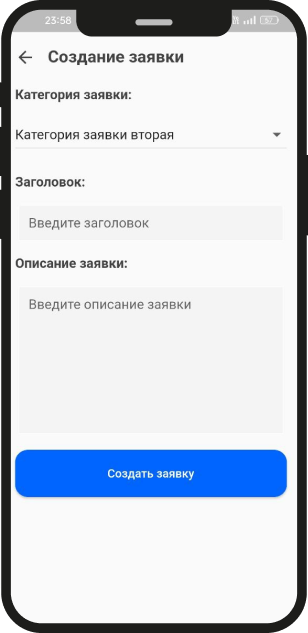 23:58
57
Создание заявки
Категория заявки:
Категория заявки вторая
Заголовок:
Введите заголовок
Описание заявки:
Введите описание заявки
Создать заявку